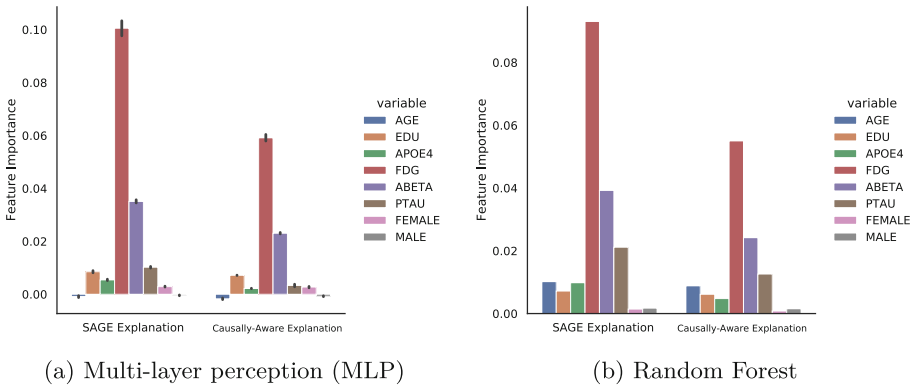 Feature Importance
0.10
0.08
0.06
0.04
0.02
0.00
SAGE Explanation
Causally-Aware Explanation
variable
AGE
EDU
APOE4
FDG
ABETA
PTAU
FEMALE
MALE
(a) Multi-layer perception (MLP)
Feature Importance
0.08
0.06
0.04
0.02
0.00
SAGE Explanation
Causally-Aware Explanation
variable
AGE
EDU
APOE4
FDG
ABETA
PTAU
FEMALE
MALE
(b) Random Forest